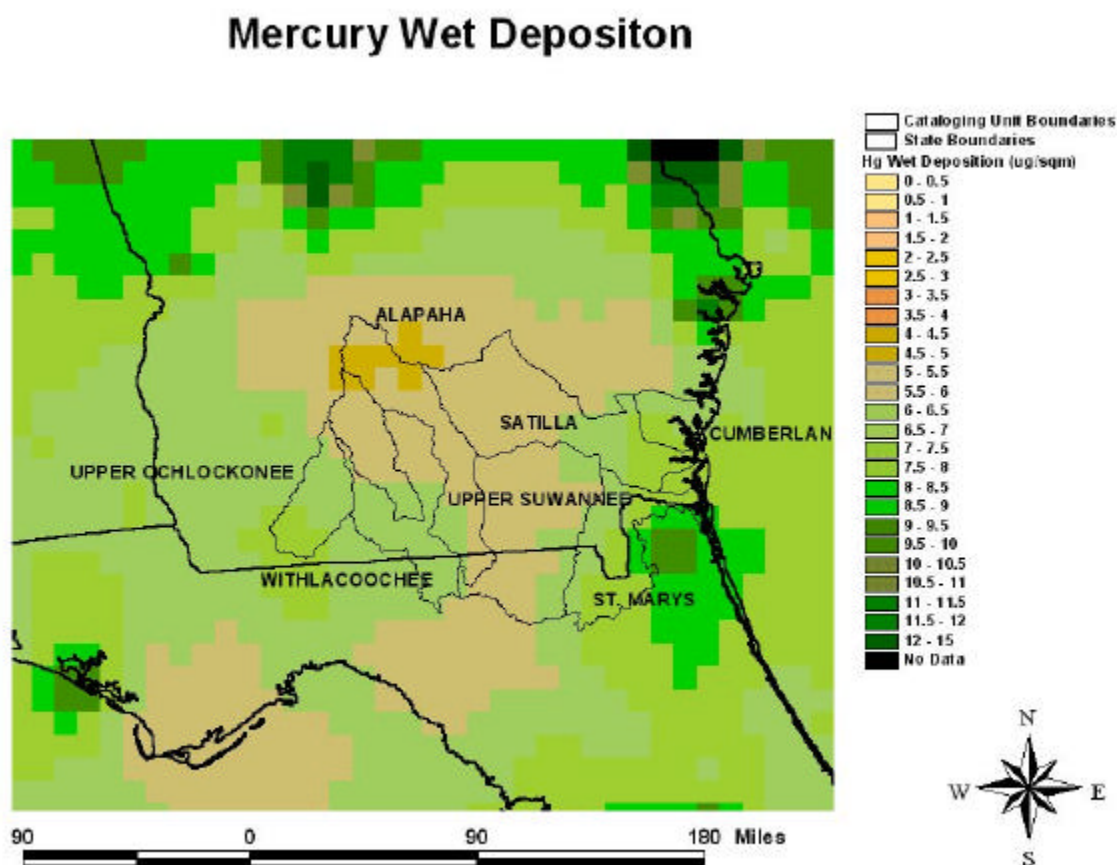 Mercury Wet Depositon
Cataloging Unit Boundaries
State Boundaries
Hg Wet Deposition (ug/sqm)
0 - 0.5
0.5 - 1
1 - 1.5
1.5 - 2
2 - 2.5
2.5 - 3
3 - 3.5
3.5 - 4
4 - 4.5
4.5 - 5
5 - 5.5
5.5 - 6
6 - 6.5
6.5 - 7
7 - 7.5
7.5 - 8
8 - 8.5
8.5 - 9
9 - 9.5
9.5 - 10
10 - 10.5
10.5 - 11
11 - 11.5
11.5 - 12
12 - 15
No Data
ALAPAHA
SATILLA
CUMBERLAN
UPPER OCHLOCKONEE
UPPER SUWANNEE
WITHLACOOCHEE
ST. MARYS
N
W E
S
90 0 90 180 Miles